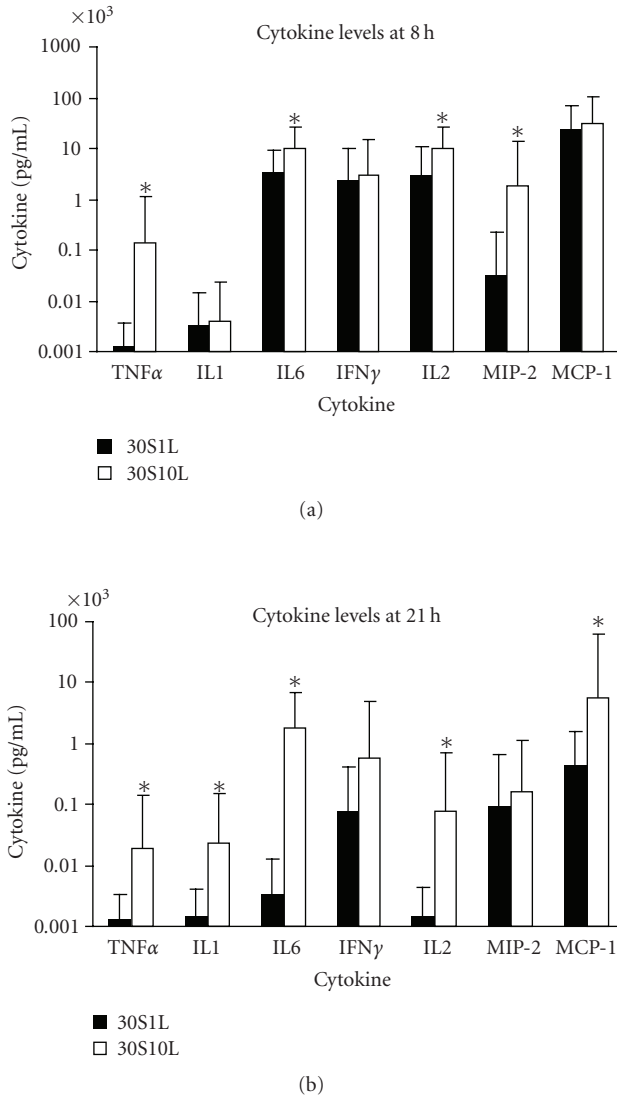 ×10³
Cytokine levels at 8 h
1000
100
10
1
0.1
0.01
0.001
Cytokine (pg/mL)
*
*
*
*
TNFα IL1 IL6 IFNγ IL2 MIP-2 MCP-1
Cytokine
30S1L
30S10L
(a)
×10³
Cytokine levels at 21 h
100
10
1
0.1
0.01
0.001
Cytokine (pg/mL)
*
*
*
*
*
TNFα IL1 IL6 IFNγ IL2 MIP-2 MCP-1
Cytokine
30S1L
30S10L
(b)